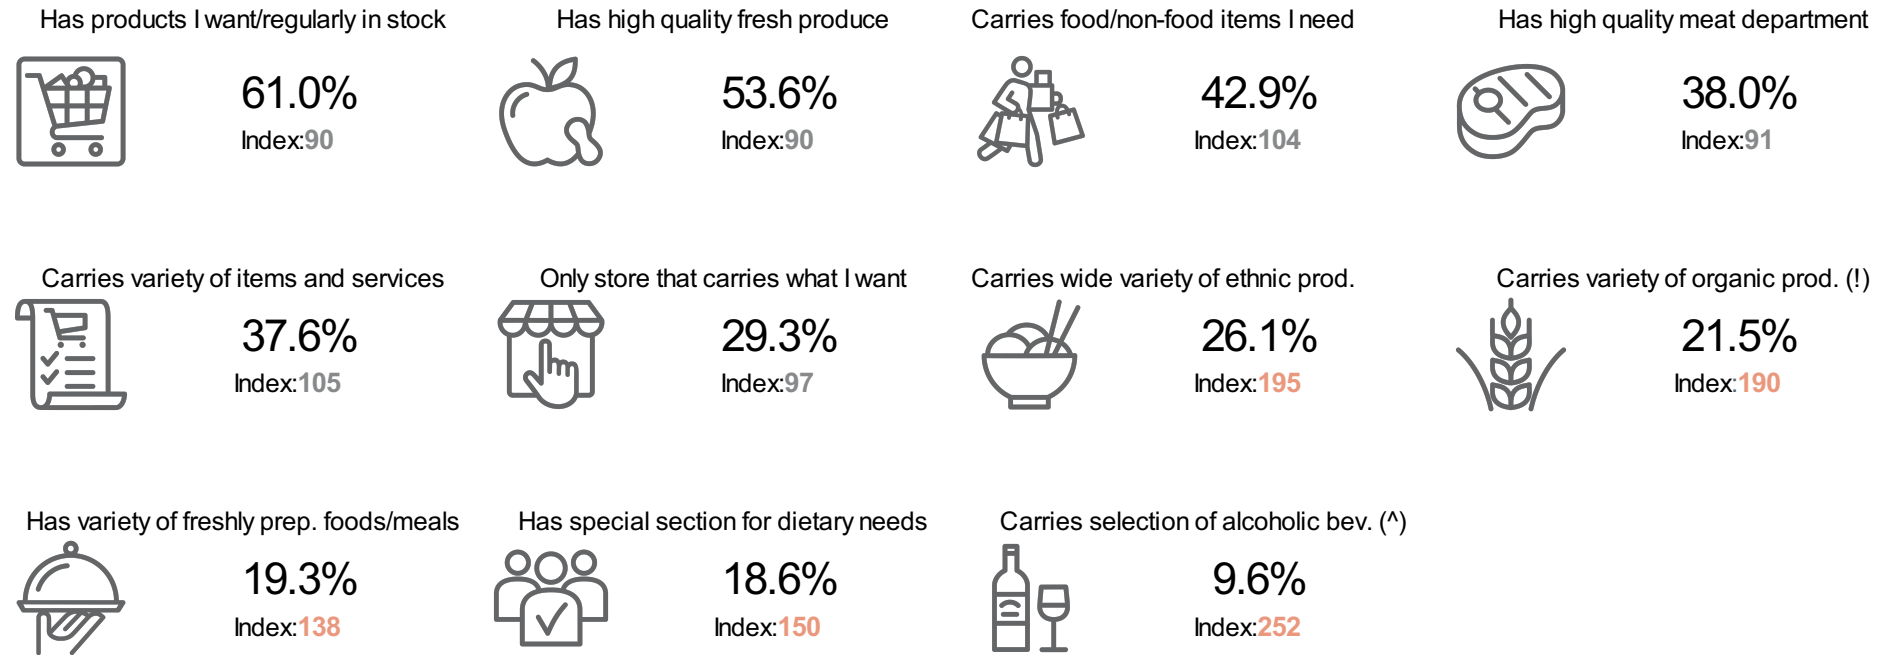 Has products I want/regularly in stock
61.0%
Index:90
Has high quality fresh produce
53.6%
Index:90
Carries food/non-food items I need
42.9%
Index:104
Has high quality meat department
38.0%
Index:91
Carries variety of items and services
37.6%
Index:105
Only store that carries what I want
29.3%
Index:97
Carries wide variety of ethnic prod.
26.1%
Index:195
Carries variety of organic prod. (!)
21.5%
Index:190
Has variety of freshly prep. foods/meals
19.3%
Index:138
Has special section for dietary needs
18.6%
Index:150
Carries selection of alcoholic bev. (^)
9.6%
Index:252